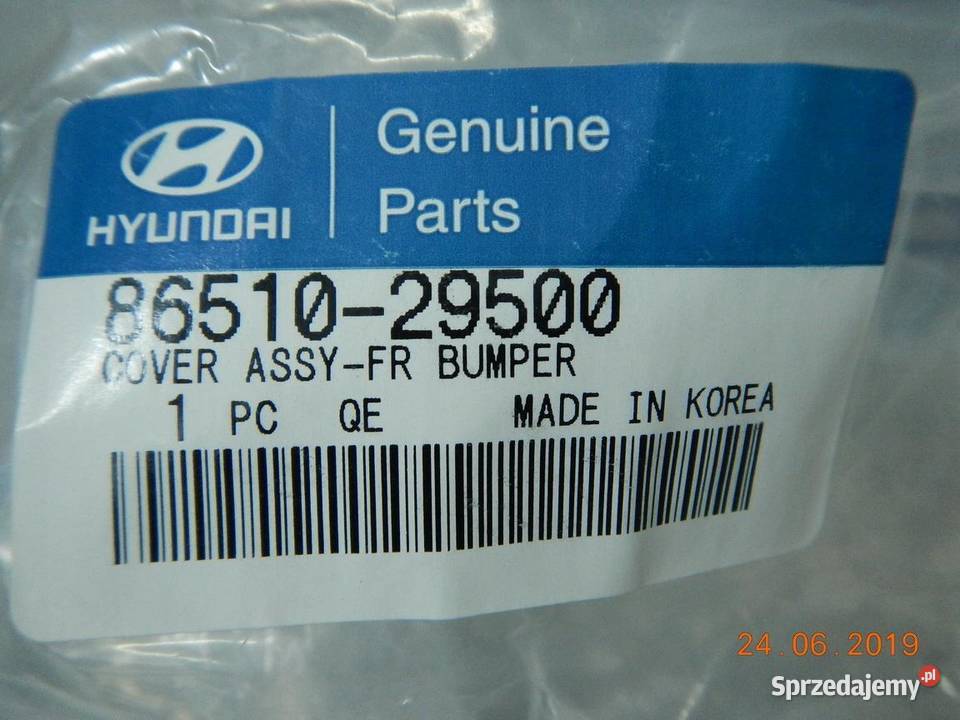 HYUNDAI
Genuine
Parts
86510-29500
COVER ASSY-FR BUMPER
1 PC QE MADE IN KOREA
24.06.2019
Sprzedajemy.pl